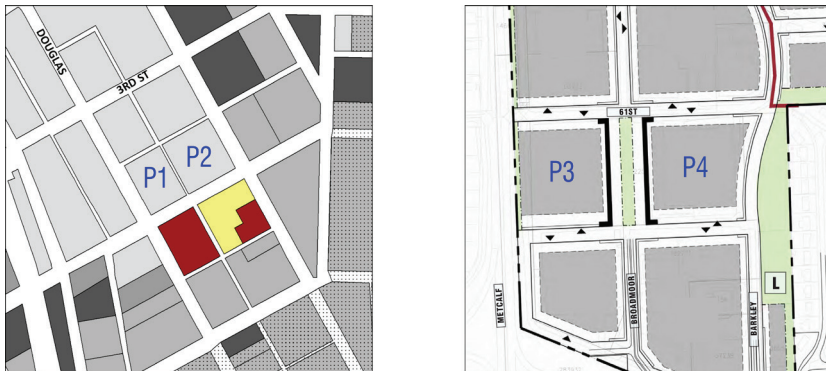 DOUGLAS
3RD ST
P1
P2
61ST
P3
P4
L
METCALF
BROADMOOR
BARKLEY